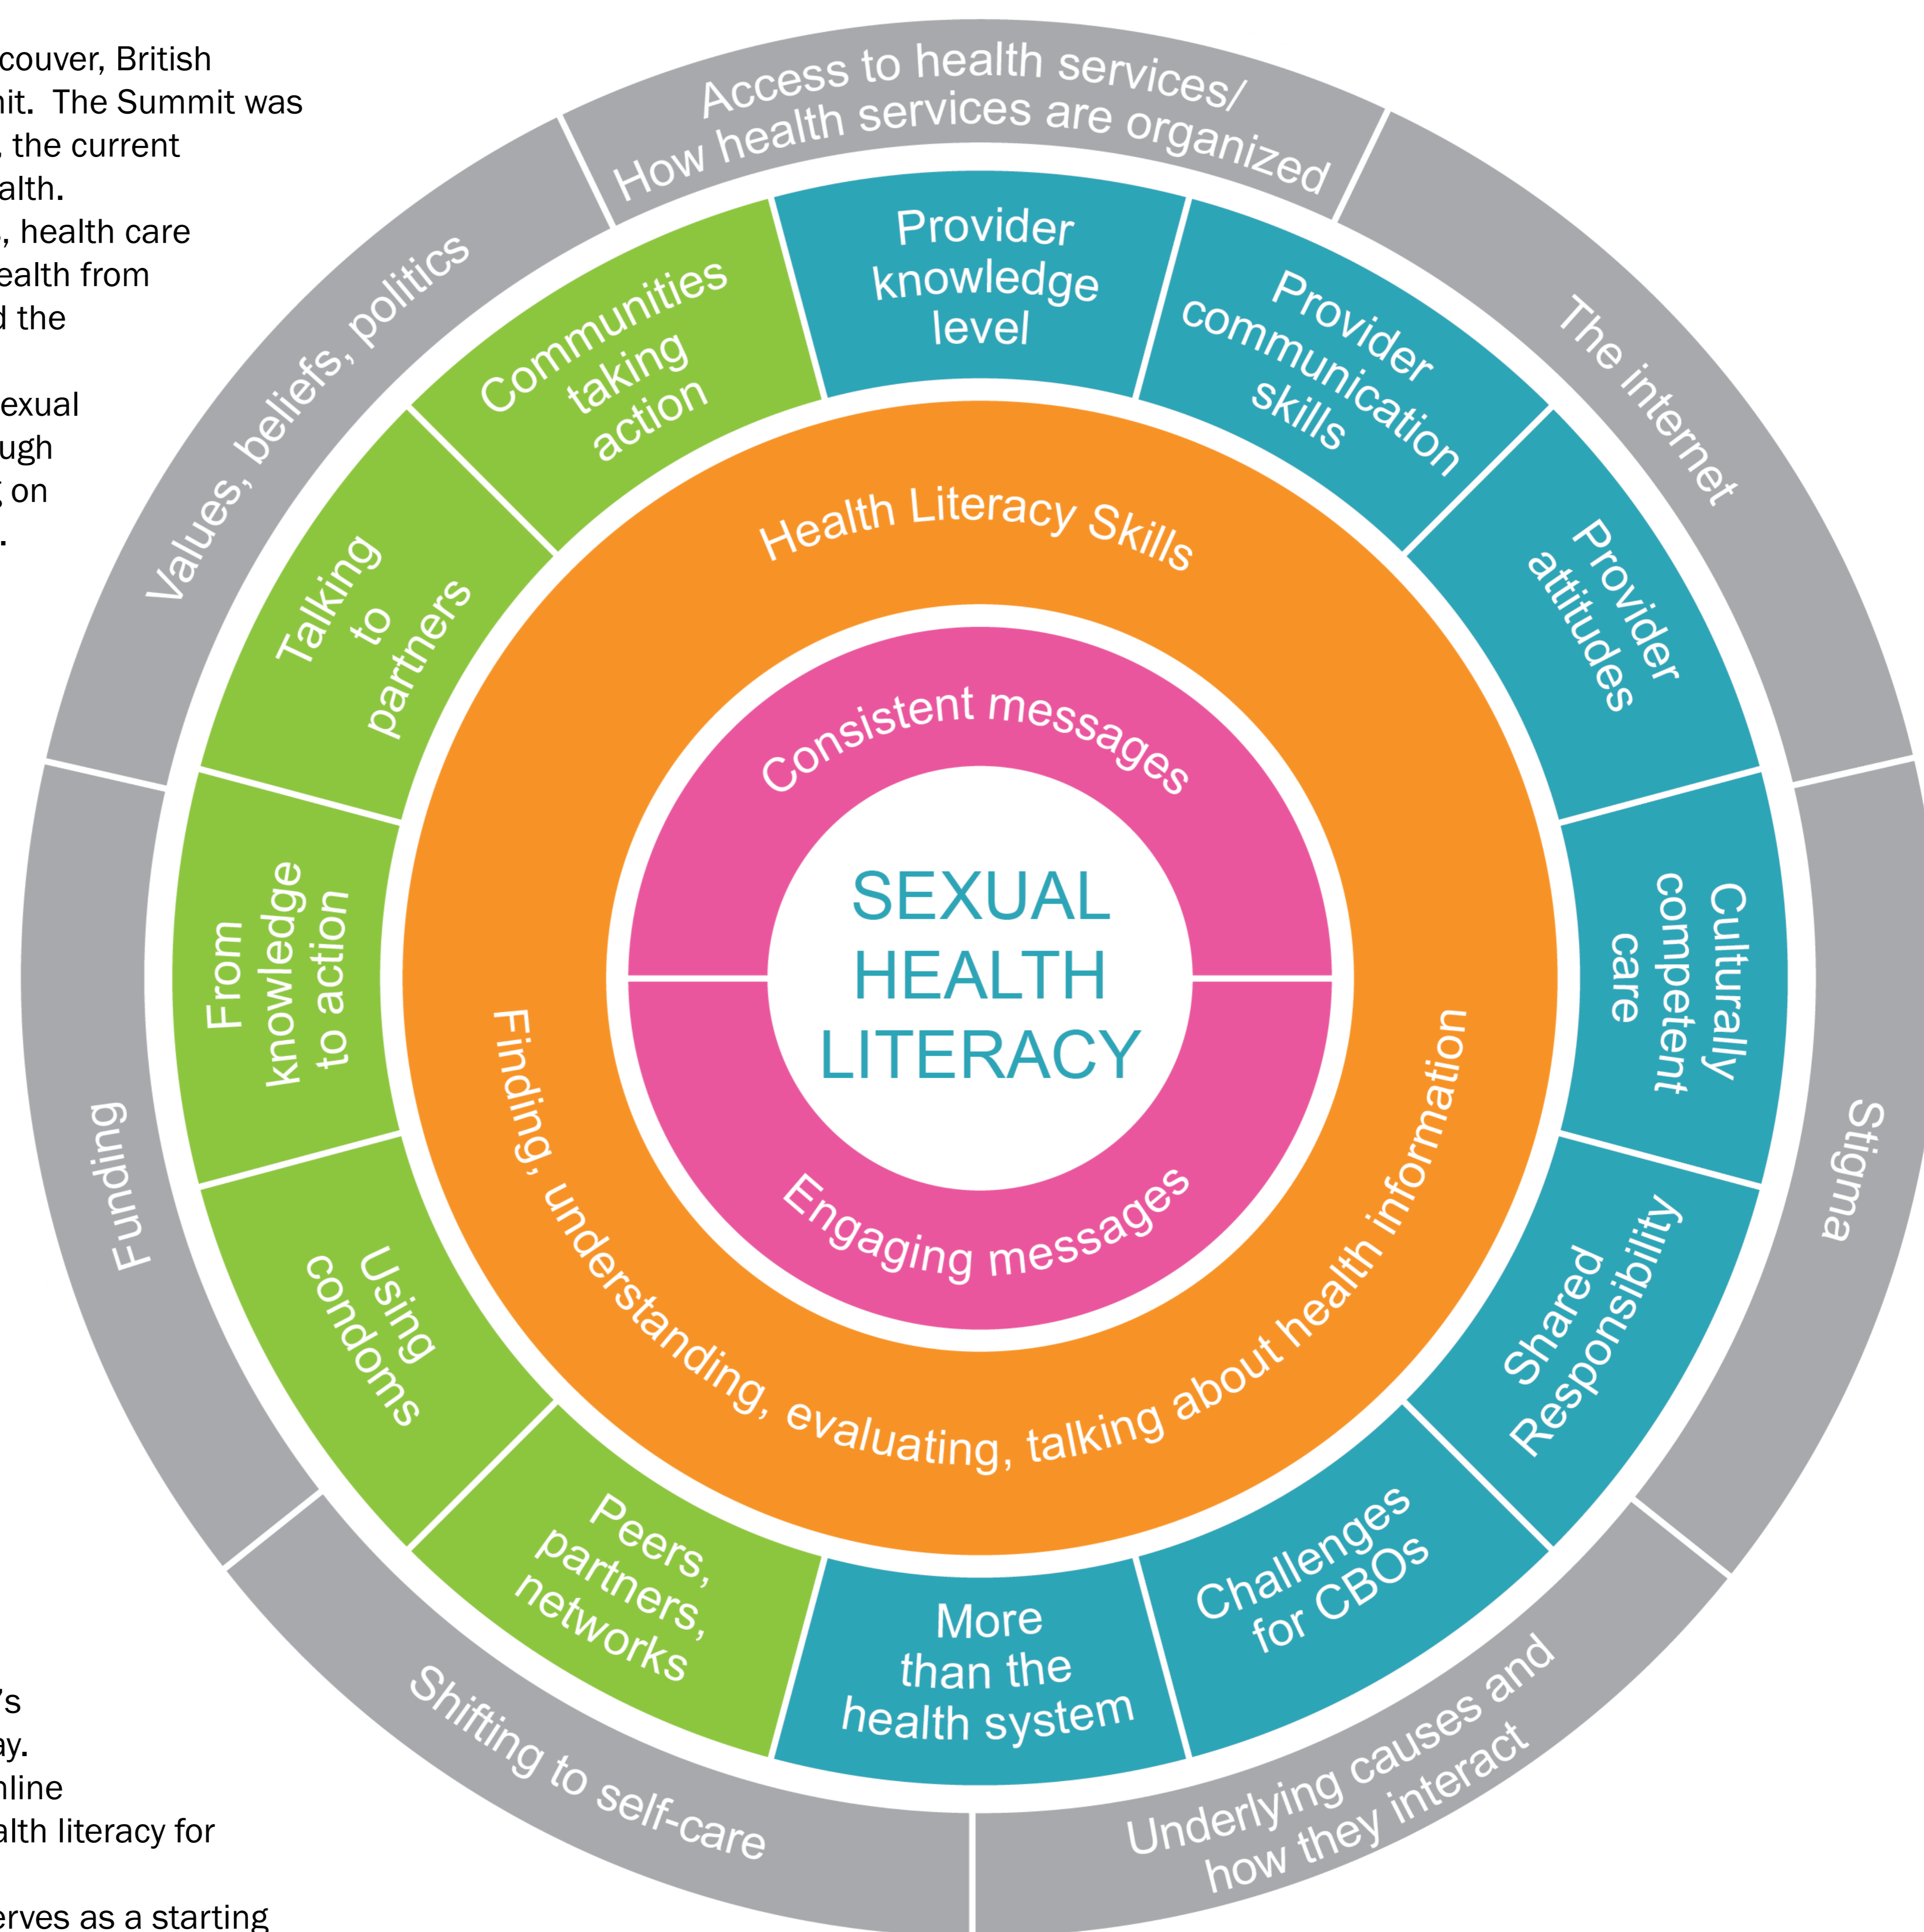 couver, British
nit. The Summit was
, the current
alth.
, health care
ealth from
d the
exual
ugh
g on
.
Access to health services/
How health services are organized
The internet
Stigma
Underlying causes and
how they interact
Shifting to self-care
Funding
Values, beliefs, politics
Provider
knowledge
level
Provider
communication
skills
Provider
attitudes
Culturally
competent
care
Shared
Responsibility
Challenges
for CBOs
More
than the
health system
Peers,
partners,
networks
Using
condoms
From
knowledge
to action
Talking
to
partners
Communities
taking
action
Health Literacy Skills
Finding, understanding, evaluating, talking about health information
Consistent messages
Engaging messages
SEXUAL
HEALTH
LITERACY
's
ay.
nline
alth literacy for
erves as a starting